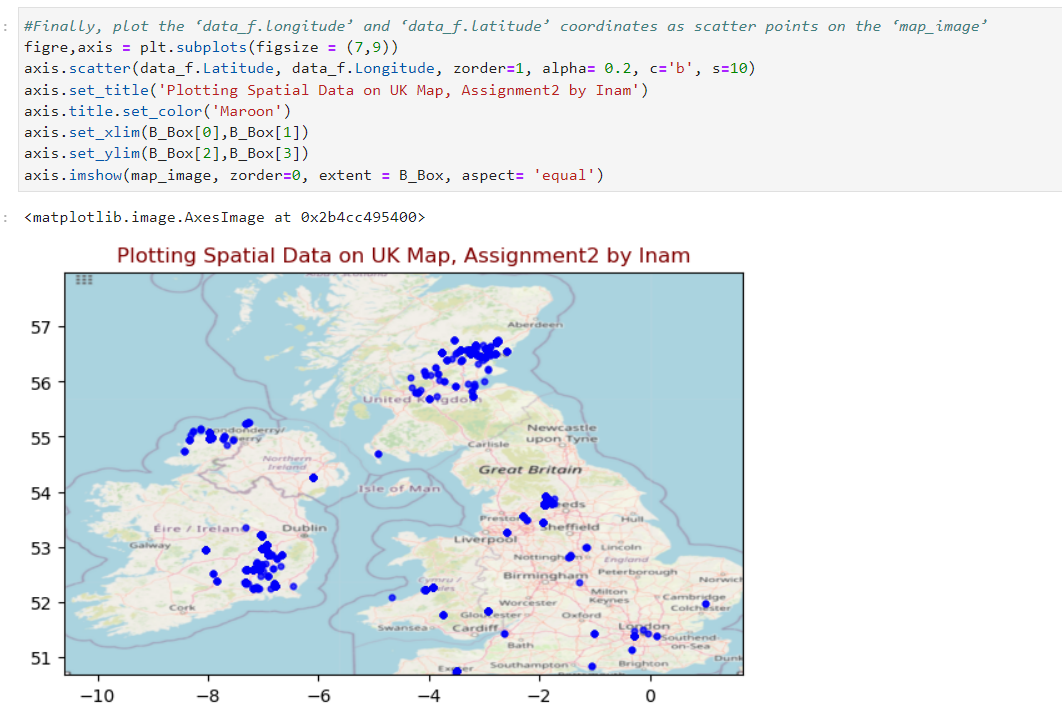 #Finally, plot the ‘data_f.longitude’ and ‘data_f.latitude’ coordinates as scatter points on the ‘map_image’
figre,axis = plt.subplots(figsize = (7,9))
axis.scatter(data_f.Latitude, data_f.Longitude, zorder=1, alpha= 0.2, c='b', s=10)
axis.set_title('Plotting Spatial Data on UK Map, Assignment2 by Inam')
axis.title.set_color('Maroon')
axis.set_xlim(B_Box[0],B_Box[1])
axis.set_ylim(B_Box[2],B_Box[3])
axis.imshow(map_image, zorder=0, extent = B_Box, aspect= 'equal')
<matplotlib.image.AxesImage at 0x2b4cc495400>
Plotting Spatial Data on UK Map, Assignment2 by Inam
57
Aberdeen
56
United Kingdom
55
Newcastle
upon Tyne
Carlisle
Northern
Ireland
Great Britain
54
Isle of Man
Éire / Ireland
Dublin
Hull
Sheffield
53
Galway
Liverpool
Lincoln
England
Peterborough
Birmingham
Norwich
52
Cork
Worcester
Milton
Keynes
Cambridge
Colchester
Gloucester
Oxford
Swansea
Cardiff
London
Southend
-on-Sea
51
Bath
Southampton
Brighton
Exeter
Dunk
−10
−8
−6
−4
−2
0